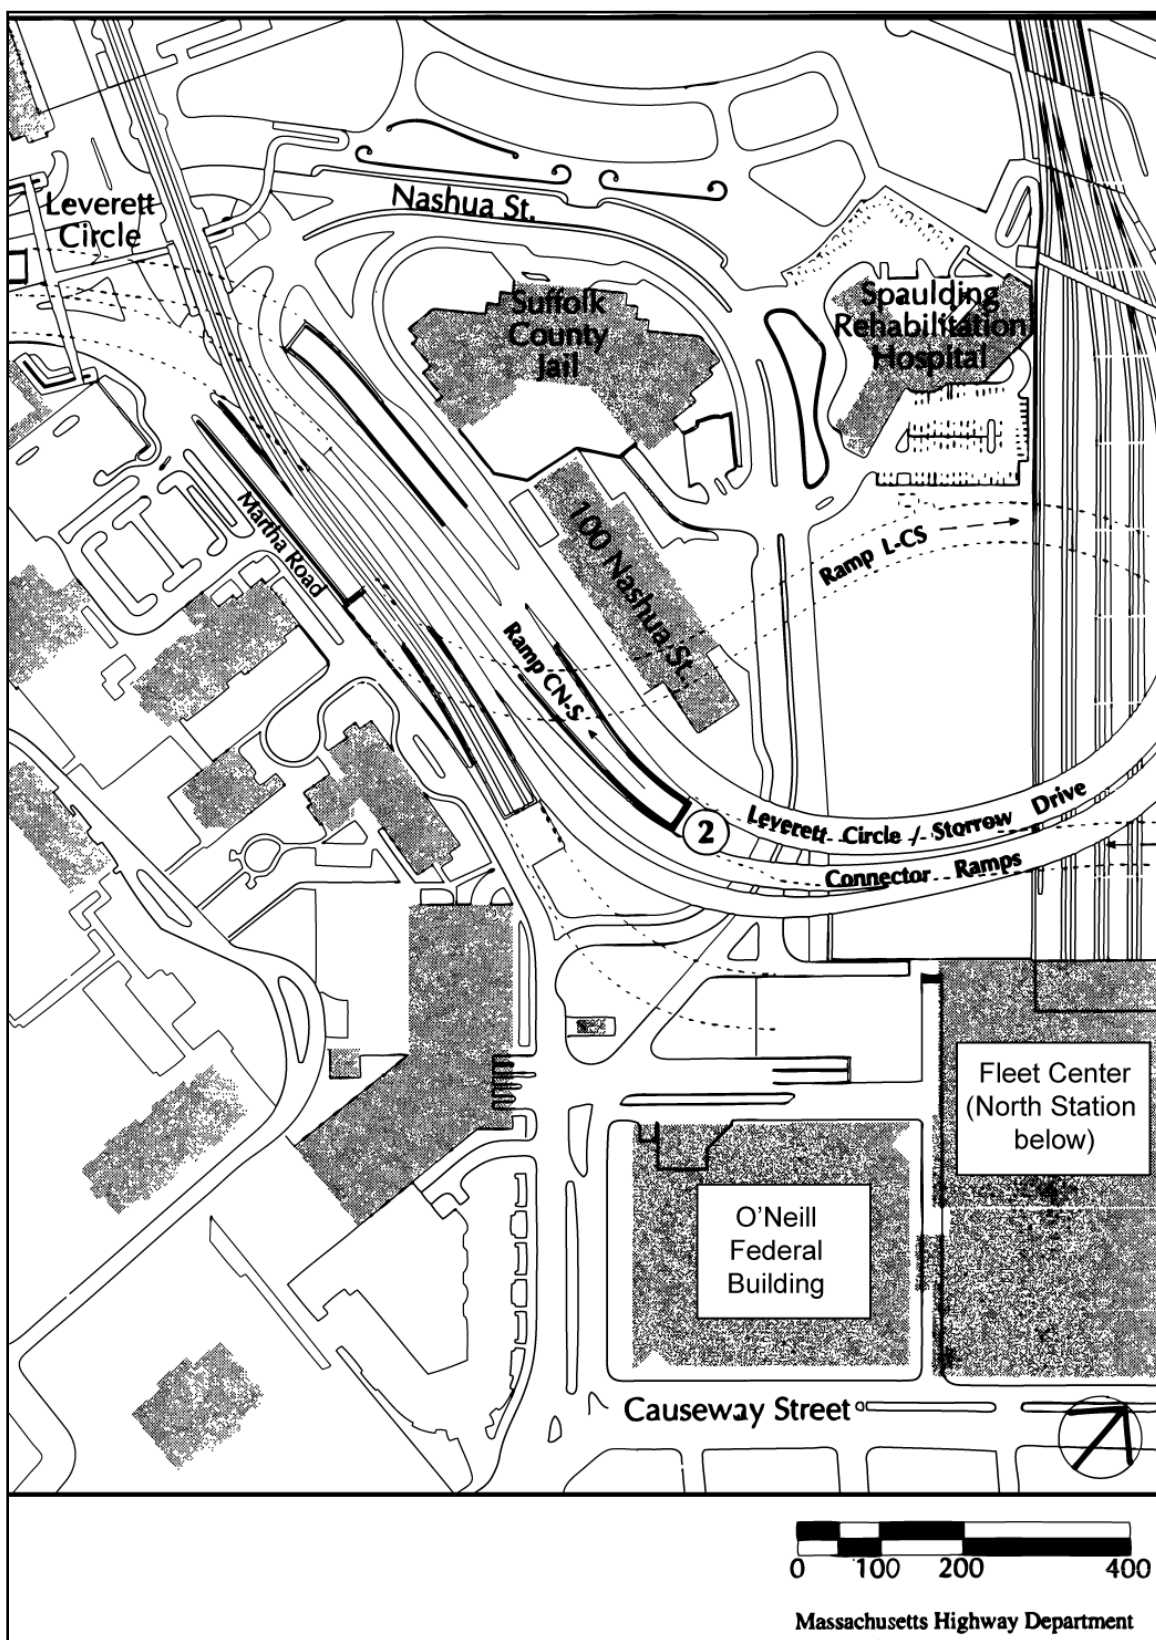 Leverett
Circle
Nashua St.
Suffolk
County
Jail
Spaulding
Rehabilitation
Hospital
Martha Road
100 Nashua St.
Ramp L-CS
Ramp CN-S
2
Leverett Circle / Storrow Drive
Connector Ramps
Fleet Center
(North Station
below)
O'Neill
Federal
Building
Causeway Street
0 100 200 400
Massachusetts Highway Department